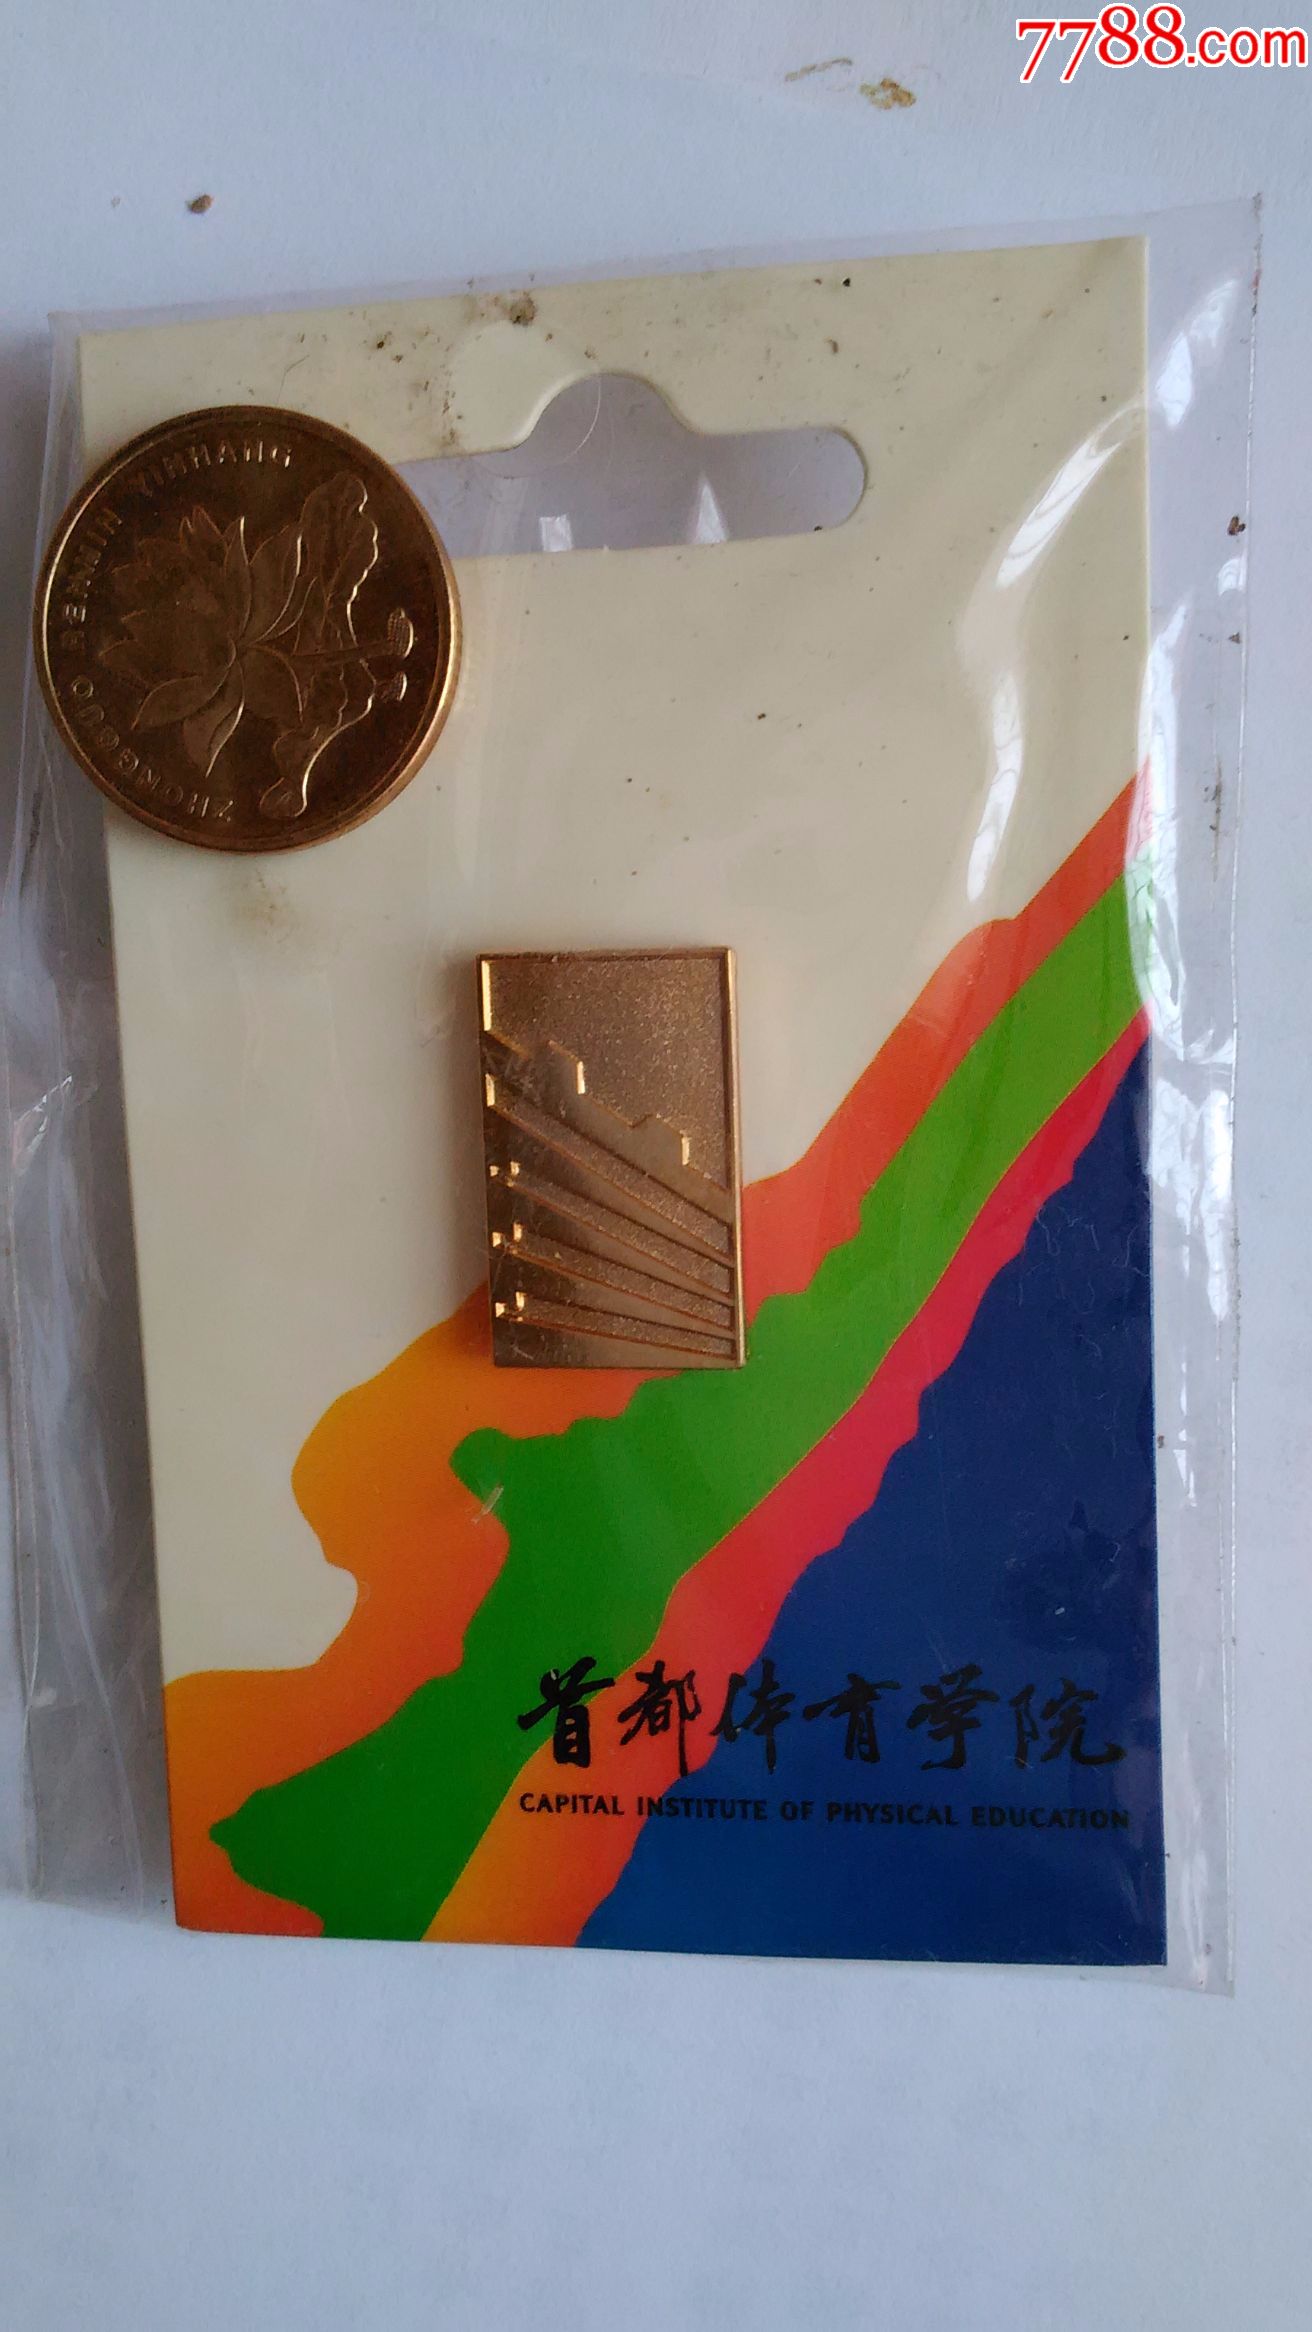 7788.com
ZHONGGUO RENMIN YINHANG
首都体育学院
CAPITAL INSTITUTE OF PHYSICAL EDUCATION